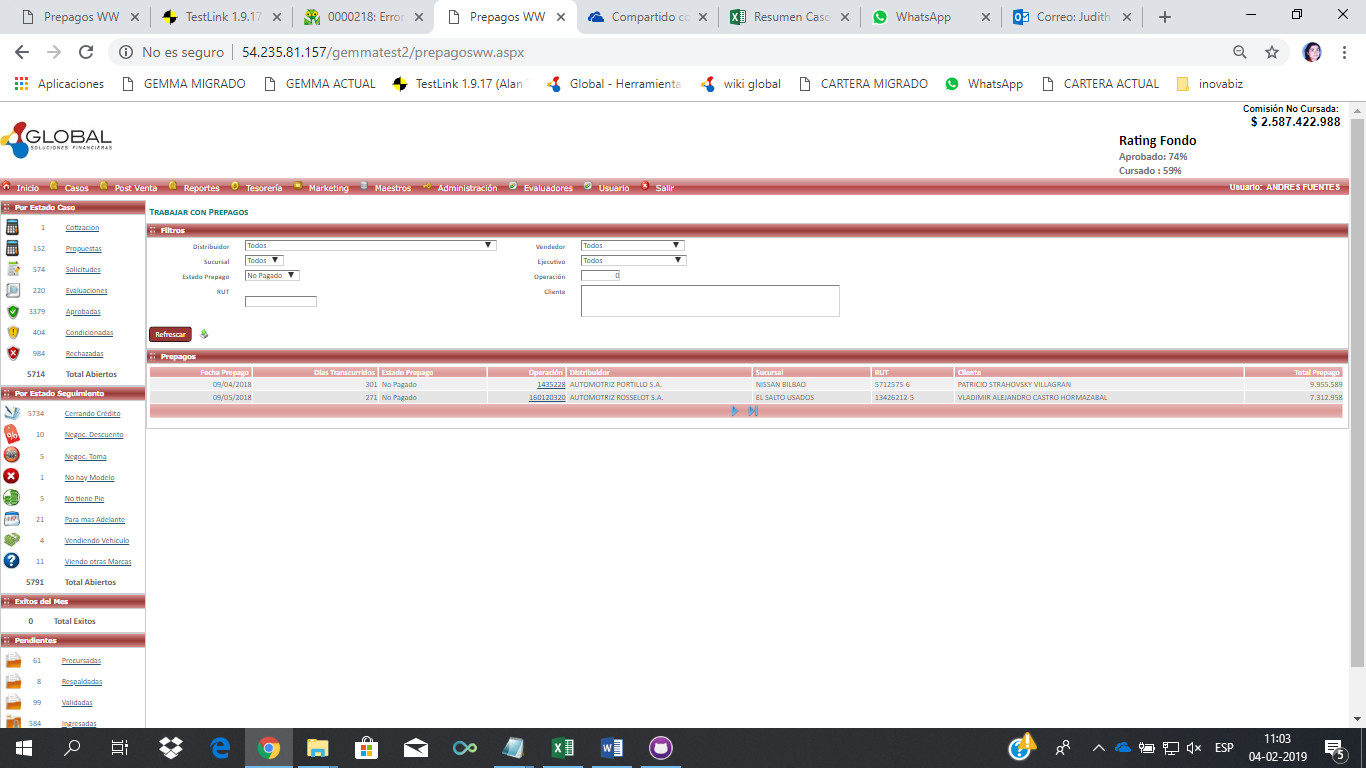 Prepagos WW
TestLink 1.9.17
0000218: Error
Prepagos WW
Compartido co
Resumen Caso
WhatsApp
Correo: Judith
No es seguro
54.235.81.157/gemmatest2/prepagosww.aspx
Aplicaciones
GEMMA MIGRADO
GEMMA ACTUAL
TestLink 1.9.17 (Alan
Global - Herramienta
wiki global
CARTERA MIGRADO
WhatsApp
CARTERA ACTUAL
inovabiz
Comisión No Cursada:
$ 2.587.422.988
GLOBAL
SOLUCIONES FINANCIERAS
Rating Fondo
Aprobado: 74%
Cursado : 59%
Inicio Casos Post Venta Reportes Tesorería Marketing Maestros Administración Evaluadores Usuario Salir
Usuario: ANDRES FUENTES
Por Estado Caso
1 Cotizacion
152 Propuestas
574 Solicitudes
220 Evaluaciones
3379 Aprobadas
404 Condicionadas
984 Rechazadas
5714 Total Abiertos
Por Estado Seguimiento
5734 Cerrando Crédito
10 Negoc. Descuento
5 Negoc. Toma
1 No hay Modelo
5 No tiene Pie
21 Para mas Adelante
4 Vendiendo Vehiculo
11 Viendo otras Marcas
5791 Total Abiertos
Exitos del Mes
0 Total Exitos
Pendientes
61 Precursadas
8 Respaldadas
99 Validadas
584 Ingresadas
TRABAJAR CON PREPAGOS
Filtros
Distribuidor Todos Vendedor Todos
Sucursal Todos Ejecutivo Todos
Estado Prepago No Pagado Operación 0
RUT Cliente
Refrescar
Prepagos
Fecha Prepago Días Transcurridos Estado Prepago Operación Distribuidor Sucursal RUT Cliente Total Prepago
09/04/2018 301 No Pagado 1435228 AUTOMOTRIZ PORTILLO S.A. NISSAN BILBAO 5712575-6 PATRICIO STRAHOVSKY VILLAGRAN 9.955.589
09/05/2018 271 No Pagado 160120320 AUTOMOTRIZ ROSSELOT S.A. EL SALTO USADOS 13426212-5 VLADIMIR ALEJANDRO CASTRO HORMAZABAL 7.312.958
ESP
11:03
04-02-2019
5